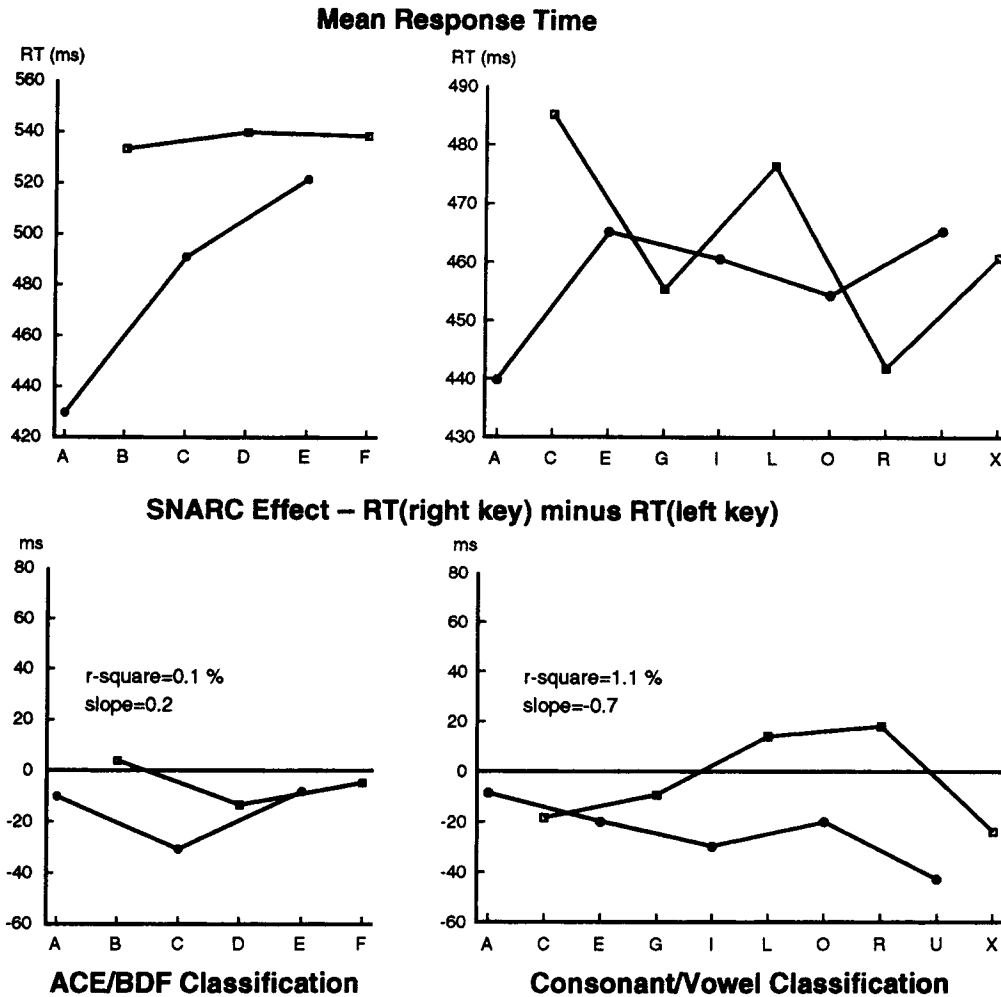 Mean Response Time
RT (ms)
560
540
520
500
480
460
440
420
A B C D E F
RT (ms)
490
480
470
460
450
440
430
A C E G I L O R U X
SNARC Effect – RT(right key) minus RT(left key)
ms
80
60
40
20
0
-20
-40
-60
r-square=0.1 %
slope=0.2
A B C D E F
ACE/BDF Classification
ms
80
60
40
20
0
-20
-40
-60
r-square=1.1 %
slope=-0.7
A C E G I L O R U X
Consonant/Vowel Classification